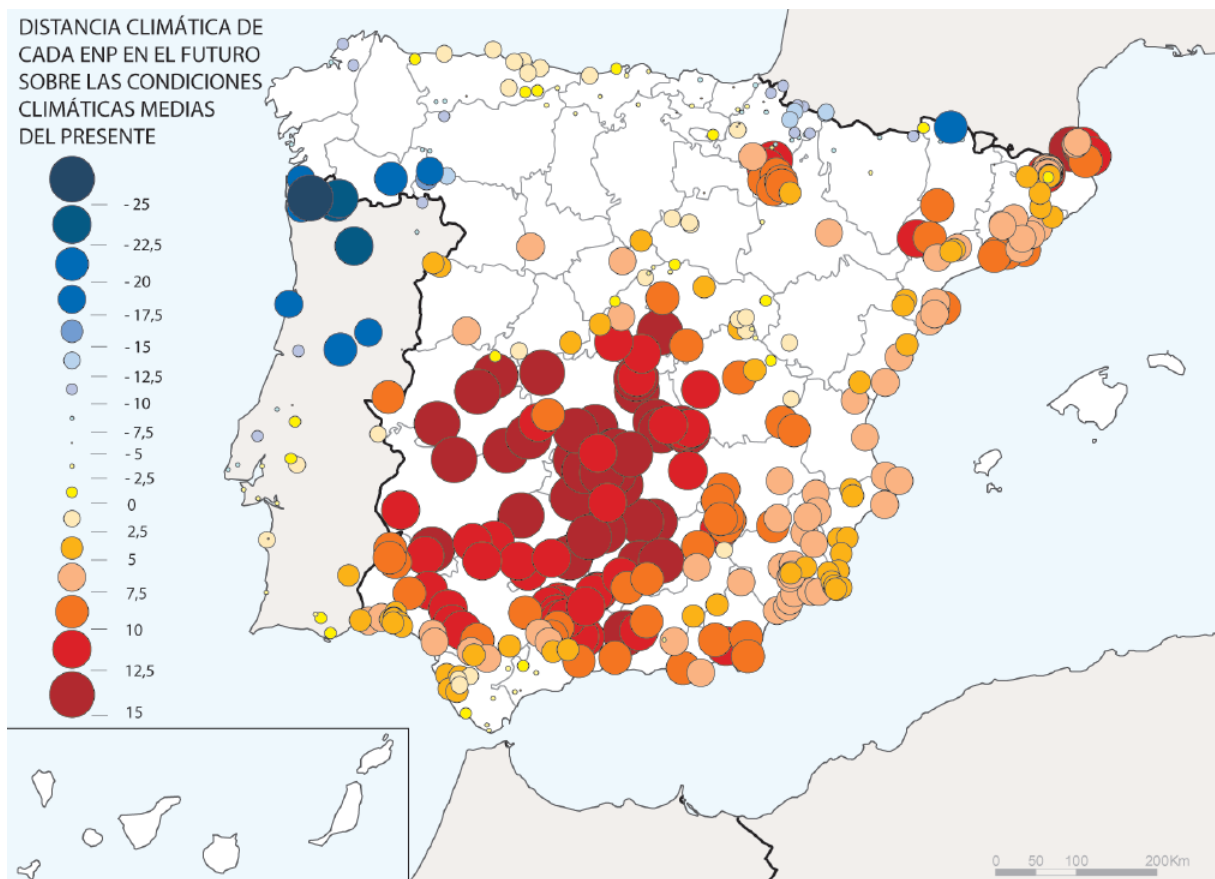 DISTANCIA CLIMÁTICA DE
CADA ENP EN EL FUTURO
SOBRE LAS CONDICIONES
CLIMÁTICAS MEDIAS
DEL PRESENTE
- 25
- 22,5
- 20
- 17,5
- 15
- 12,5
- 10
- 7,5
- 5
- 2,5
0
2,5
5
7,5
10
12,5
15
0 50 100 200Km